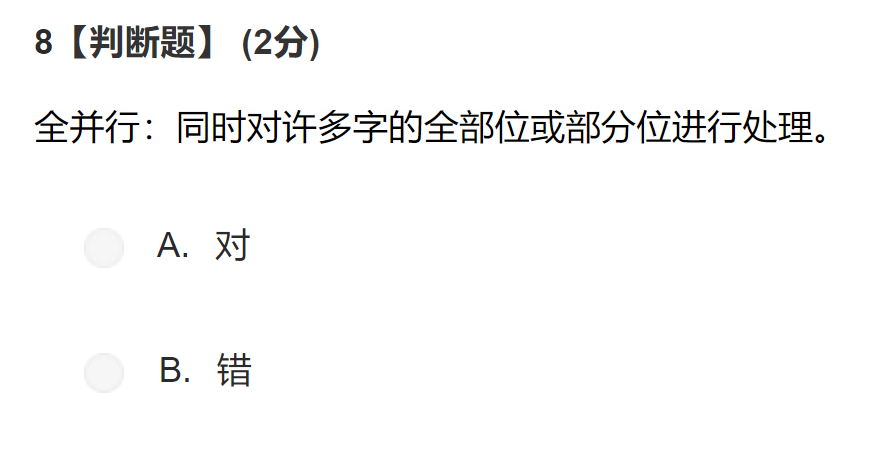 8【判断题】 (2分)
全并行：同时对许多字的全部位或部分位进行处理。
A. 对
B. 错